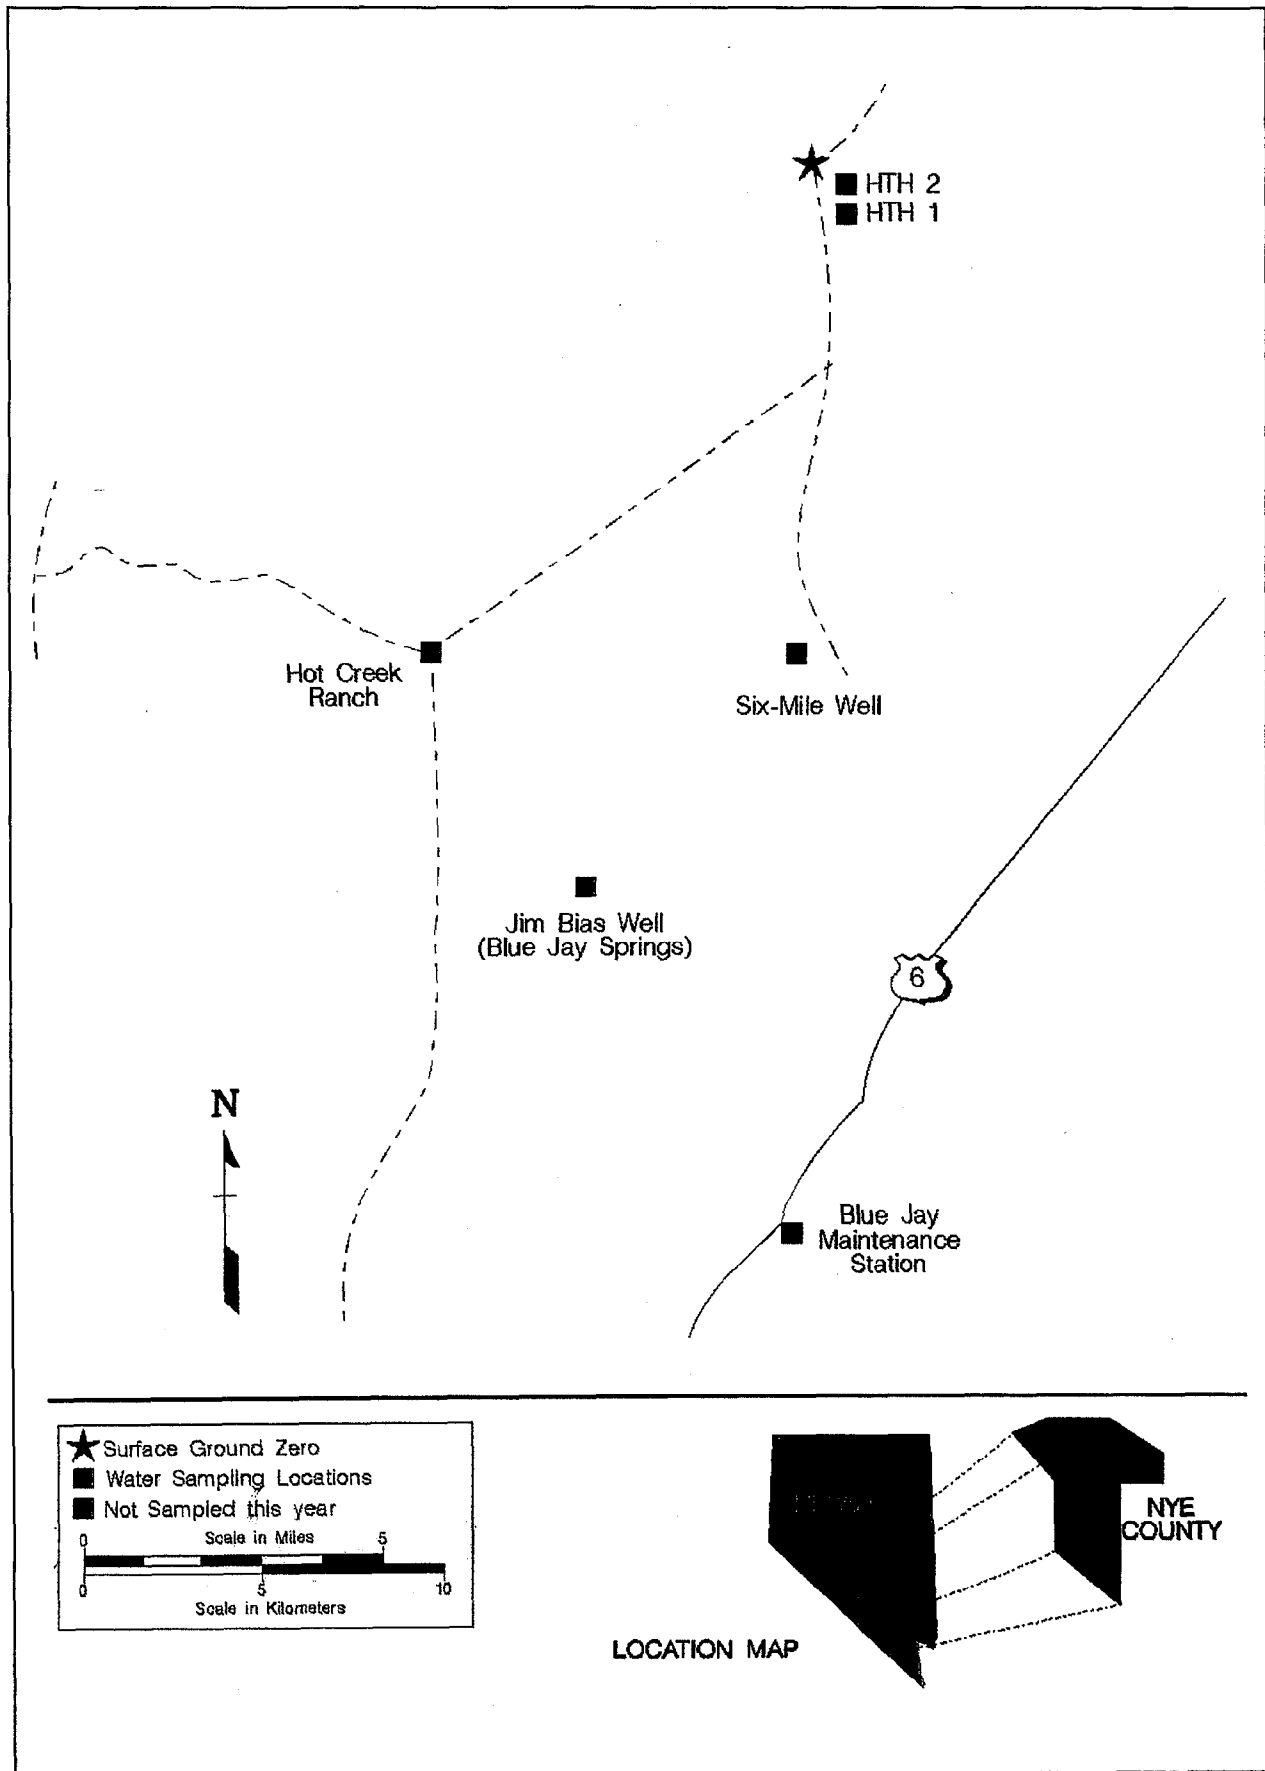 HTH 2
HTH 1
Hot Creek
Ranch
Six-Mile Well
Jim Bias Well
(Blue Jay Springs)
6
N
Blue Jay
Maintenance
Station
Surface Ground Zero
Water Sampling Locations
Not Sampled this year
Scale in Miles
0 5
0 5 10
Scale in Kilometers
NYE
COUNTY
LOCATION MAP